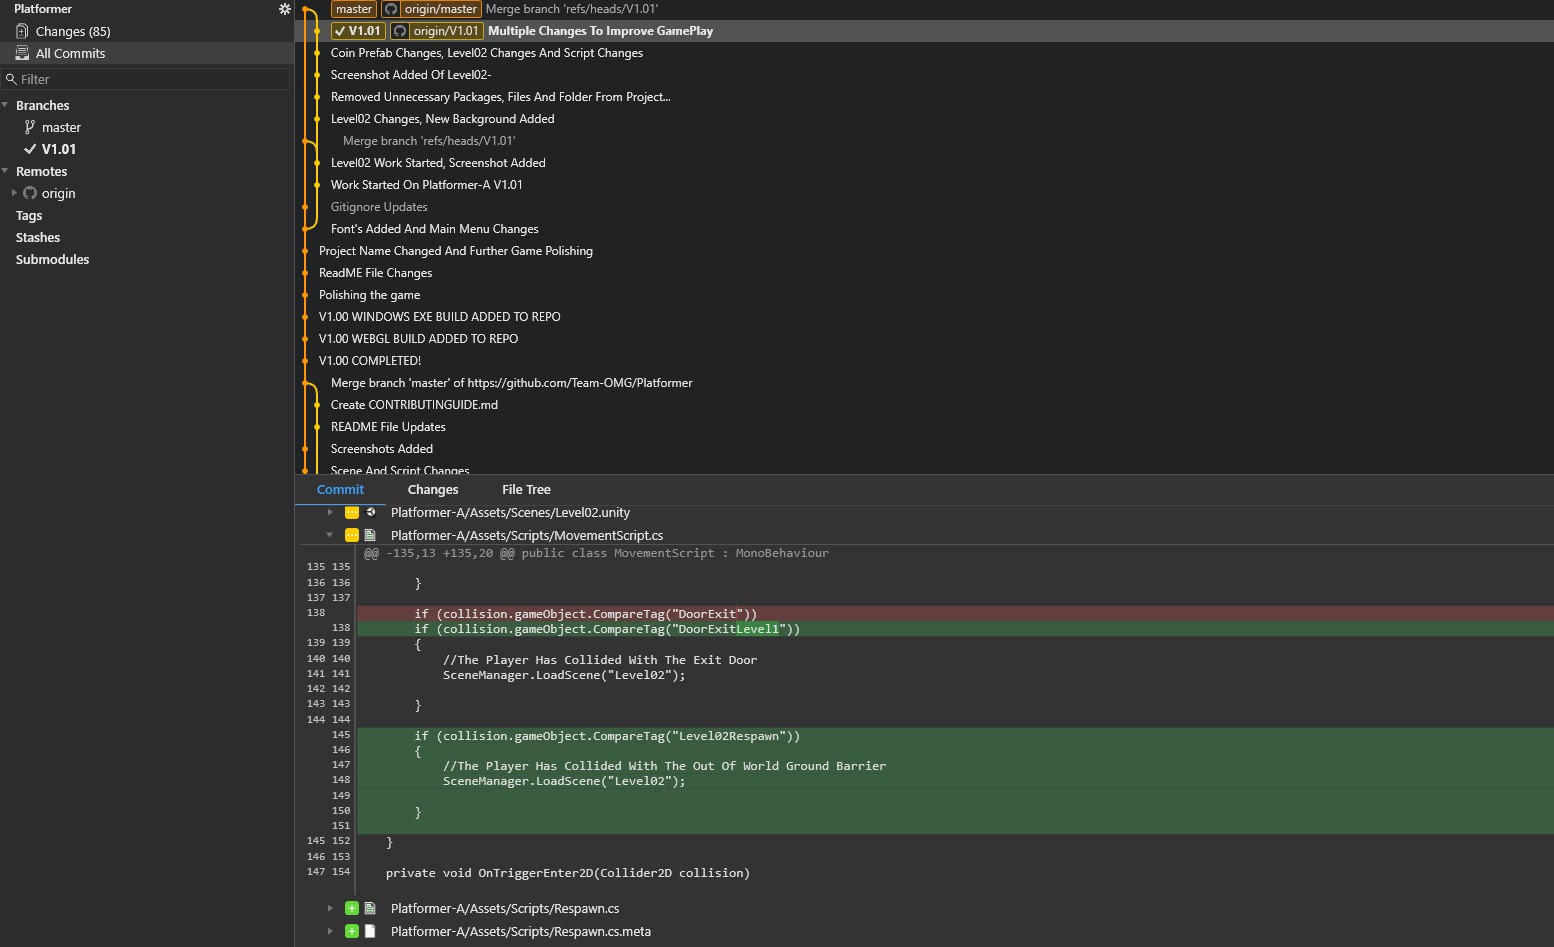 Platformer
Changes (85)
All Commits
Filter
Branches
master
V1.01
Remotes
origin
Tags
Stashes
Submodules
master origin/master Merge branch 'refs/heads/V1.01'
V1.01 origin/V1.01 Multiple Changes To Improve GamePlay
Coin Prefab Changes, Level02 Changes And Script Changes
Screenshot Added Of Level02-
Removed Unnecessary Packages, Files And Folder From Project...
Level02 Changes, New Background Added
Merge branch 'refs/heads/V1.01'
Level02 Work Started, Screenshot Added
Work Started On Platformer-A V1.01
Gitignore Updates
Font's Added And Main Menu Changes
Project Name Changed And Further Game Polishing
ReadME File Changes
Polishing the game
V1.00 WINDOWS EXE BUILD ADDED TO REPO
V1.00 WEBGL BUILD ADDED TO REPO
V1.00 COMPLETED!
Merge branch 'master' of https://github.com/Team-OMG/Platformer
Create CONTRIBUTINGUIDE.md
README File Updates
Screenshots Added
Scene And Script Changes
Commit Changes File Tree
Platformer-A/Assets/Scenes/Level02.unity
Platformer-A/Assets/Scripts/MovementScript.cs
@@ -135,13 +135,20 @@ public class MovementScript : MonoBehaviour
135 135
136 136 }
137 137
138 if (collision.gameObject.CompareTag("DoorExit"))
138 if (collision.gameObject.CompareTag("DoorExitLevel1"))
139 139 {
140 140 //The Player Has Collided With The Exit Door
141 141 SceneManager.LoadScene("Level02");
142 142
143 143 }
144 144
145 if (collision.gameObject.CompareTag("Level02Respawn"))
146 {
147 //The Player Has Collided With The Out Of World Ground Barrier
148 SceneManager.LoadScene("Level02");
149
150 }
151
145 152 }
146 153
147 154 private void OnTriggerEnter2D(Collider2D collision)
Platformer-A/Assets/Scripts/Respawn.cs
Platformer-A/Assets/Scripts/Respawn.cs.meta